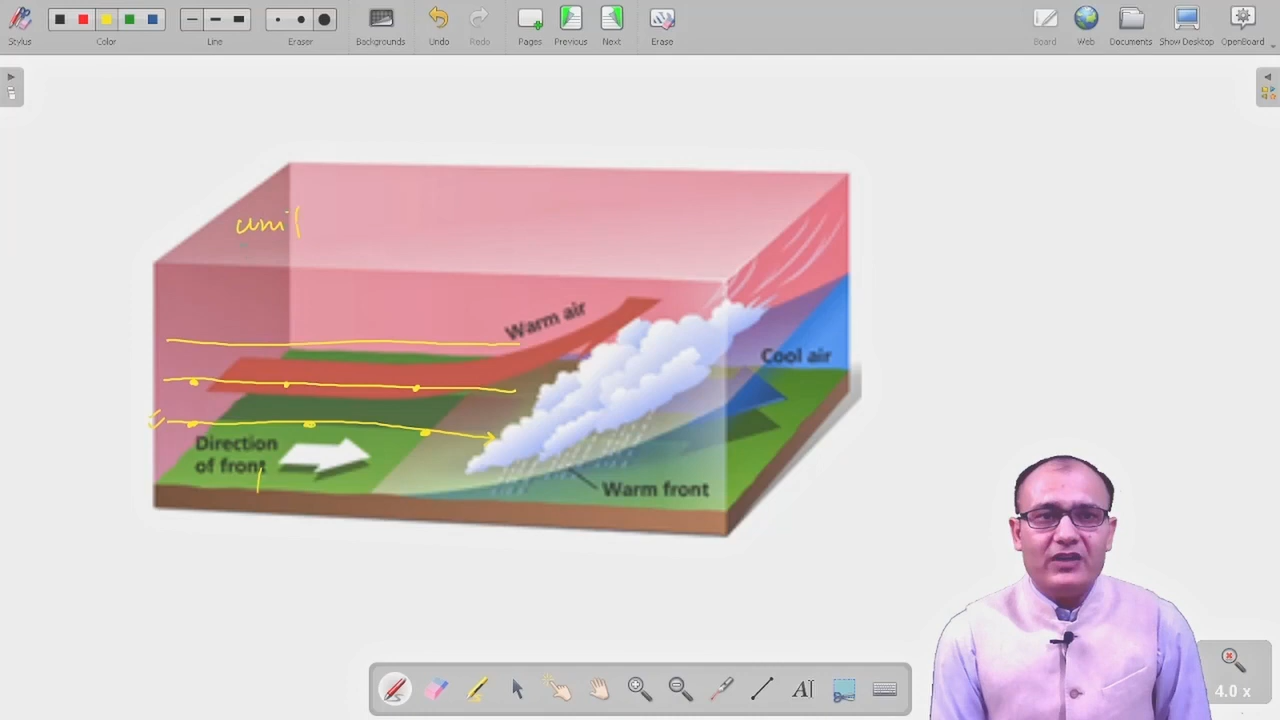 Stylus Color Line Eraser Backgrounds Undo Redo Pages Previous Next Erase Board Web Documents Show Desktop OpenBoard
unif
Warm air
Cool air
Direction
of front
Warm front
4.0 x